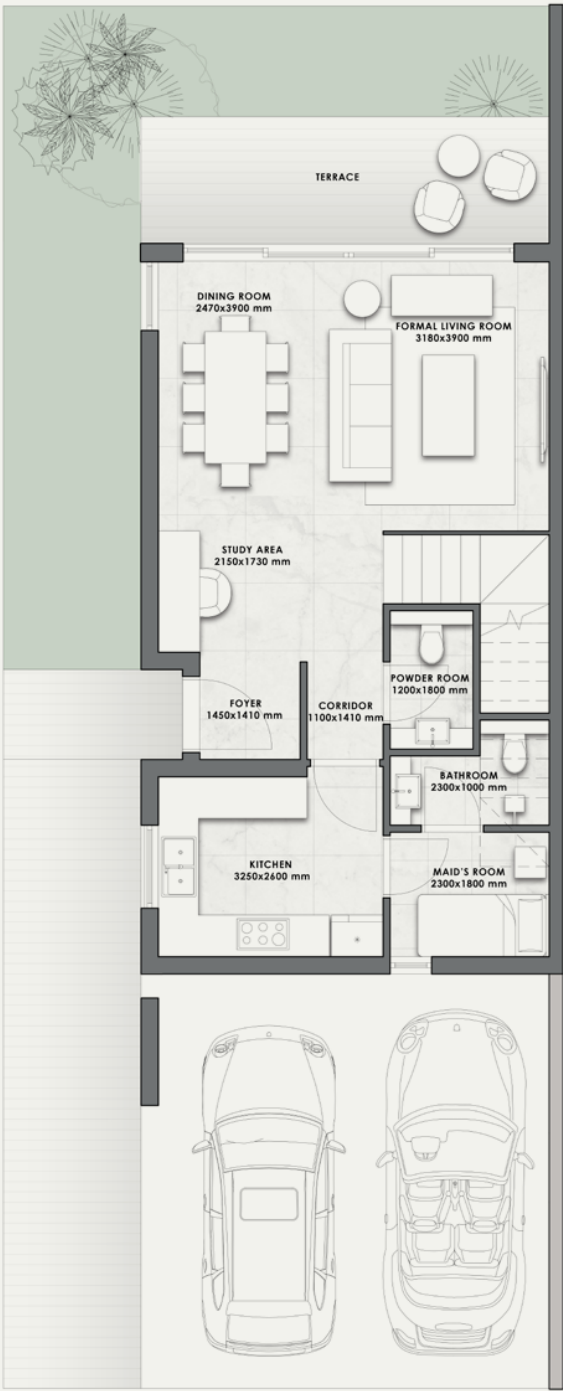 TERRACE
DINING ROOM
2470x3900 mm
FORMAL LIVING ROOM
3180x3900 mm
STUDY AREA
2150x1730 mm
POWDER ROOM
1200x1800 mm
FOYER
1450x1410 mm
CORRIDOR
1100x1410 mm
BATHROOM
2300x1000 mm
KITCHEN
3250x2600 mm
MAID'S ROOM
2300x1800 mm